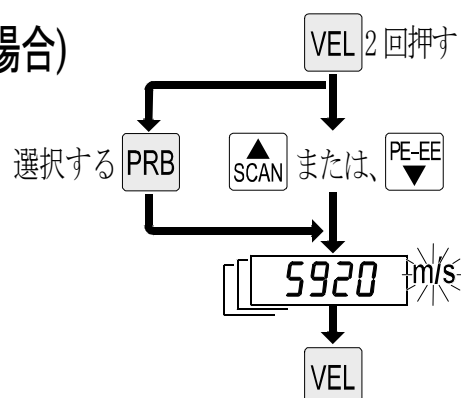 場合)
VEL 2回押す
選択する PRB
▲ SCAN または、 PE-EE ▼
5920 m/s
VEL